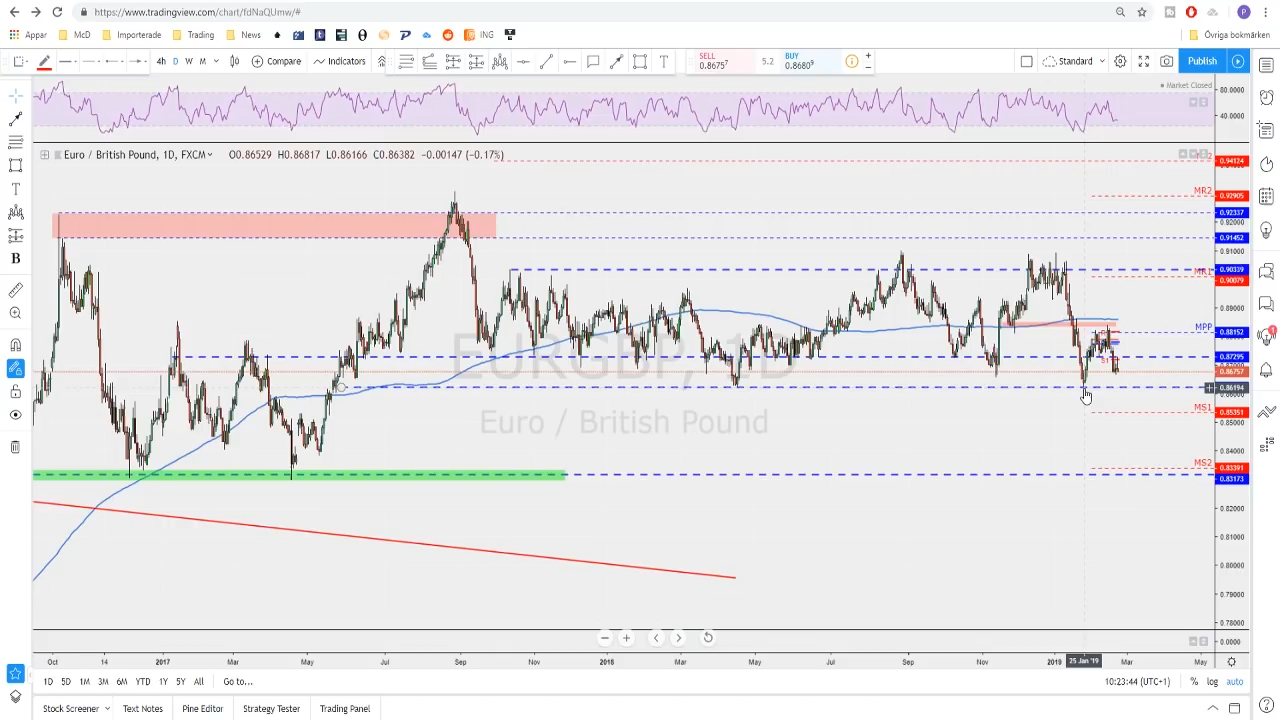 https://www.tradingview.com/chart/fdNaQUmw/#
Appar McD Importerade Trading News ING Övriga bokmärken
4h D W M Compare Indicators SELL 0.86757 5.2 BUY 0.86809 Standard Publish
Market Closed
80.0000
40.0000
Euro / British Pound, 1D, FXCM O0.86529 H0.86817 L0.86166 C0.86382 −0.00147 (−0.17%)
0.94124
MR2 0.92905
0.92337
0.92000
0.91452
0.91000
0.90339
MR1 0.90079
0.89000
MPP 0.88152
0.87295
EURGBP, 1D
0.86757
0.86194
MS1 0.85351
Euro / British Pound
0.85000
0.84000
MS2 0.83391
0.83173
0.82000
0.81000
0.80000
0.79000
0.78000
0.0000
Oct 14 2017 Mar May Jul Sep Nov 2018 Mar May Jul Sep Nov 2019 25 Jan '19 Mar May
1D 5D 1M 3M 6M YTD 1Y 5Y All Go to... 10:23:44 (UTC+1) % log auto
Stock Screener Text Notes Pine Editor Strategy Tester Trading Panel